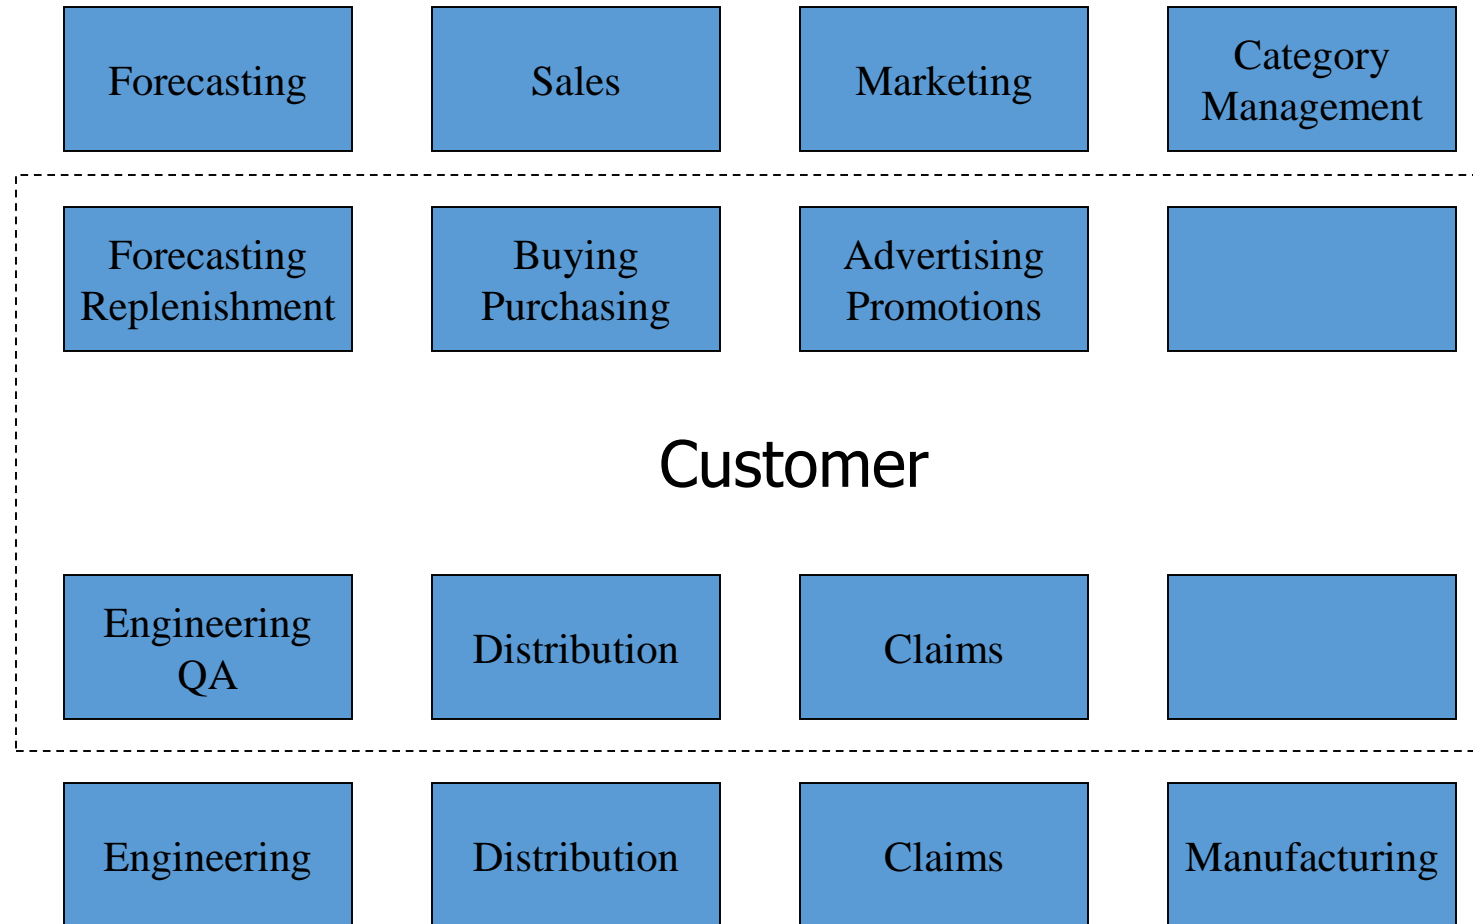 Forecasting
Sales
Marketing
Category
Management
Forecasting
Replenishment
Buying
Purchasing
Advertising
Promotions
Customer
Engineering
QA
Distribution
Claims
Engineering
Distribution
Claims
Manufacturing